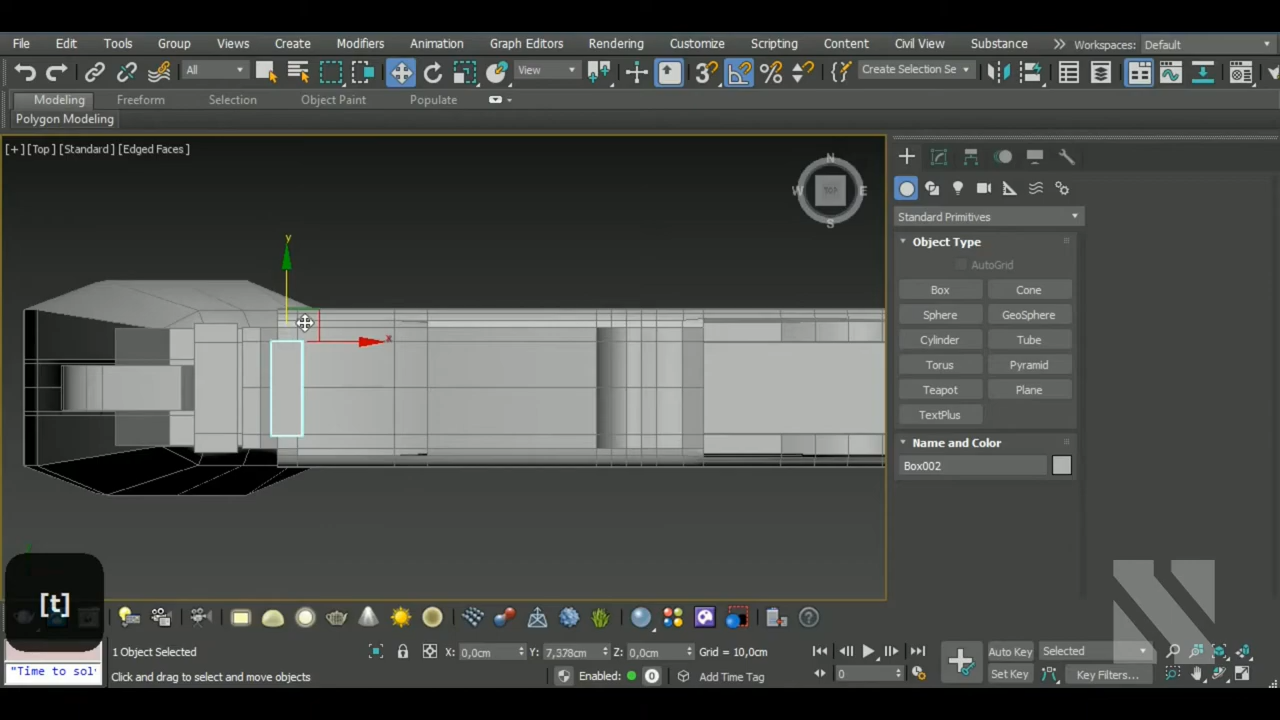 File Edit Tools Group Views Create Modifiers Animation Graph Editors Rendering Customize Scripting Content Civil View Substance Workspaces: Default
All View Create Selection Se
Modeling Freeform Selection Object Paint Populate
Polygon Modeling
[+] [Top] [Standard] [Edged Faces]
N
W TOP E
S
y
x
Standard Primitives
Object Type
AutoGrid
Box Cone
Sphere GeoSphere
Cylinder Tube
Torus Pyramid
Teapot Plane
TextPlus
Name and Color
Box002
[t]
1 Object Selected X: 0,0cm Y: 7,378cm Z: 0,0cm Grid = 10,0cm Auto Key Selected
"Time to sol Click and drag to select and move objects Enabled: 0 Add Time Tag 0 Set Key Key Filters...